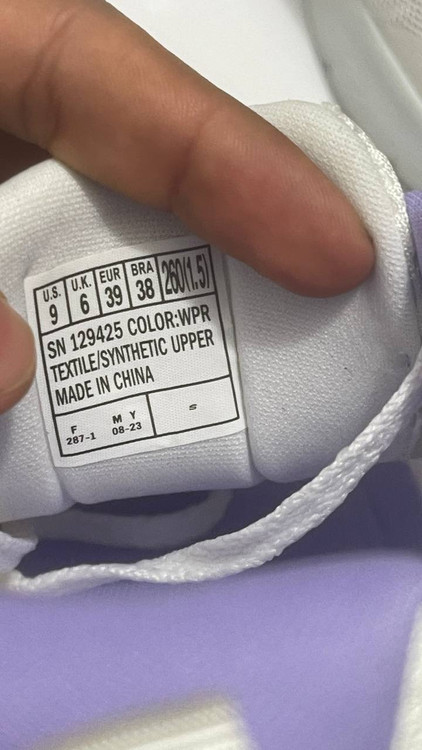 U.S. U.K. EUR BRA 260(1.5)
9 6 39 38
SN 129425 COLOR:WPR
TEXTILE/SYNTHETIC UPPER
MADE IN CHINA
F M Y
287-1 08-23
S